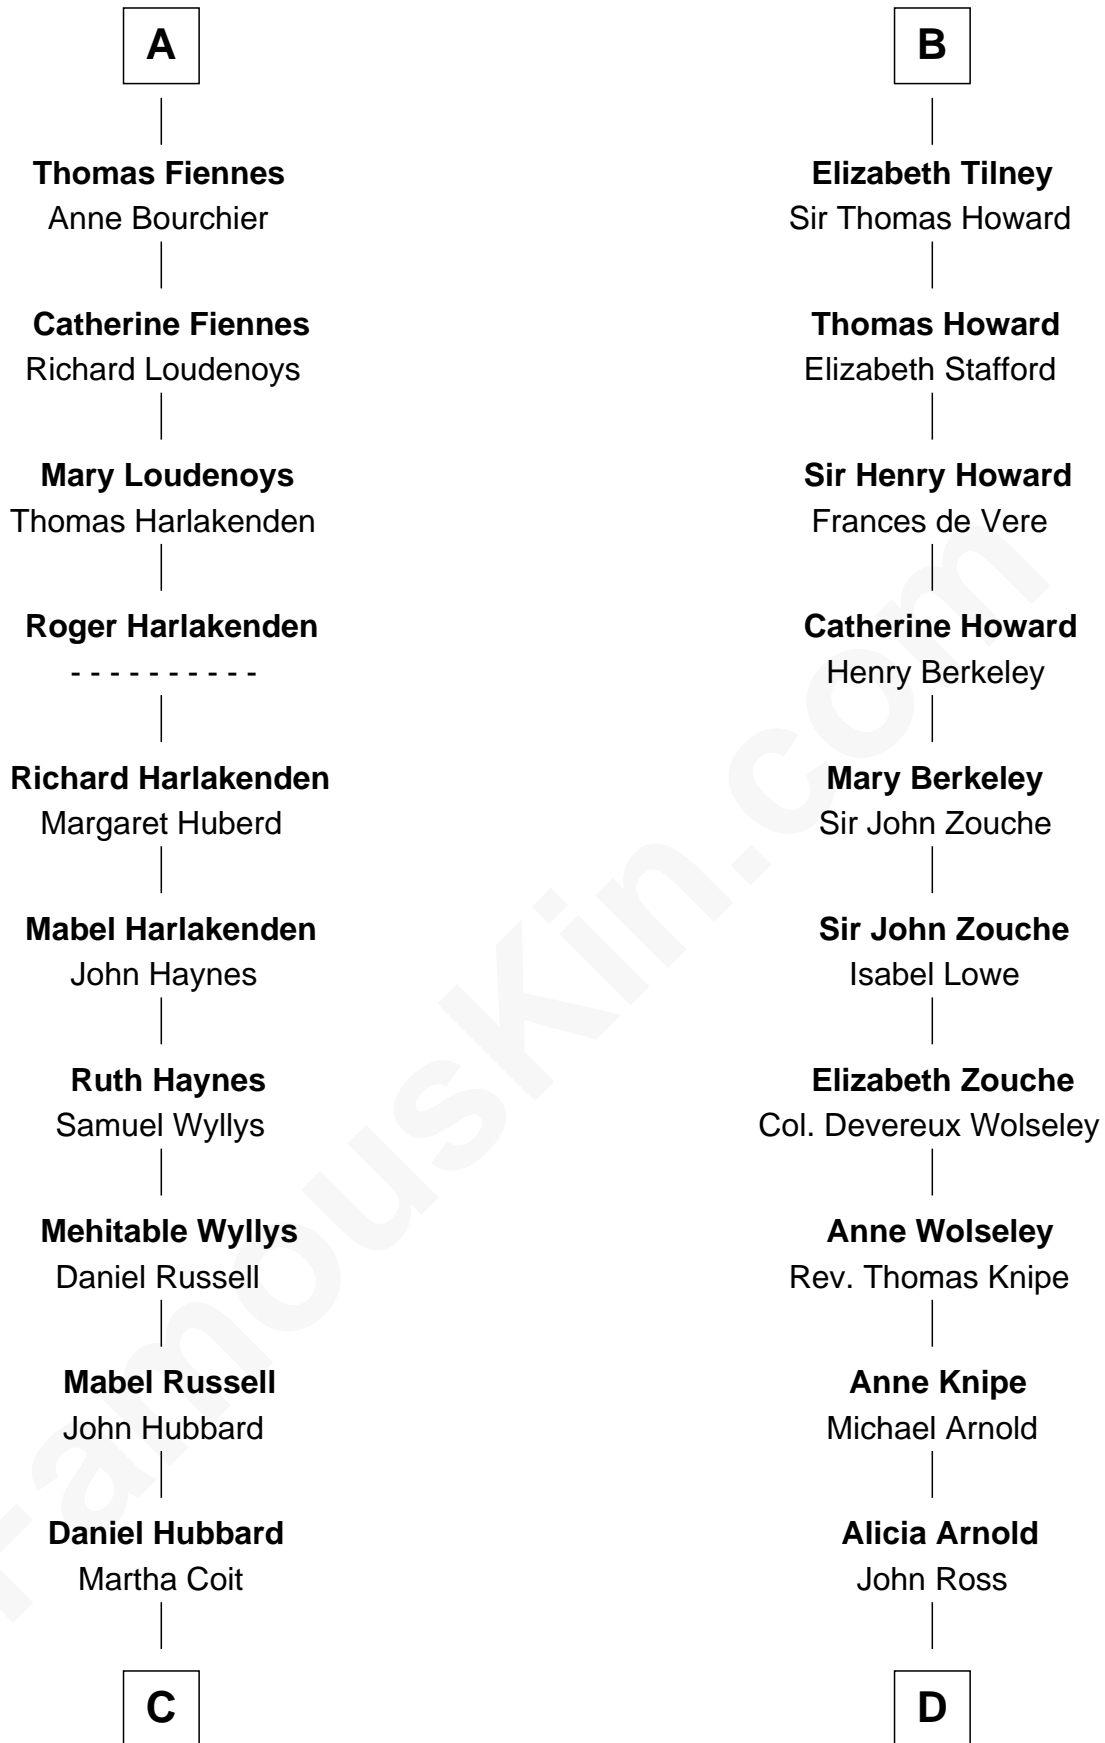 A
Thomas Fiennes
Anne Bourchier
Catherine Fiennes
Richard Loudenoys
Mary Loudenoys
Thomas Harlakenden
Roger Harlakenden
- - - - - - - - - -
Richard Harlakenden
Margaret Huberd
Mabel Harlakenden
John Haynes
Ruth Haynes
Samuel Wyllys
Mehitable Wyllys
Daniel Russell
Mabel Russell
John Hubbard
Daniel Hubbard
Martha Coit
C
B
Elizabeth Tilney
Sir Thomas Howard
Thomas Howard
Elizabeth Stafford
Sir Henry Howard
Frances de Vere
Catherine Howard
Henry Berkeley
Mary Berkeley
Sir John Zouche
Sir John Zouche
Isabel Lowe
Elizabeth Zouche
Col. Devereux Wolseley
Anne Wolseley
Rev. Thomas Knipe
Anne Knipe
Michael Arnold
Alicia Arnold
John Ross
D
FamousKin.com